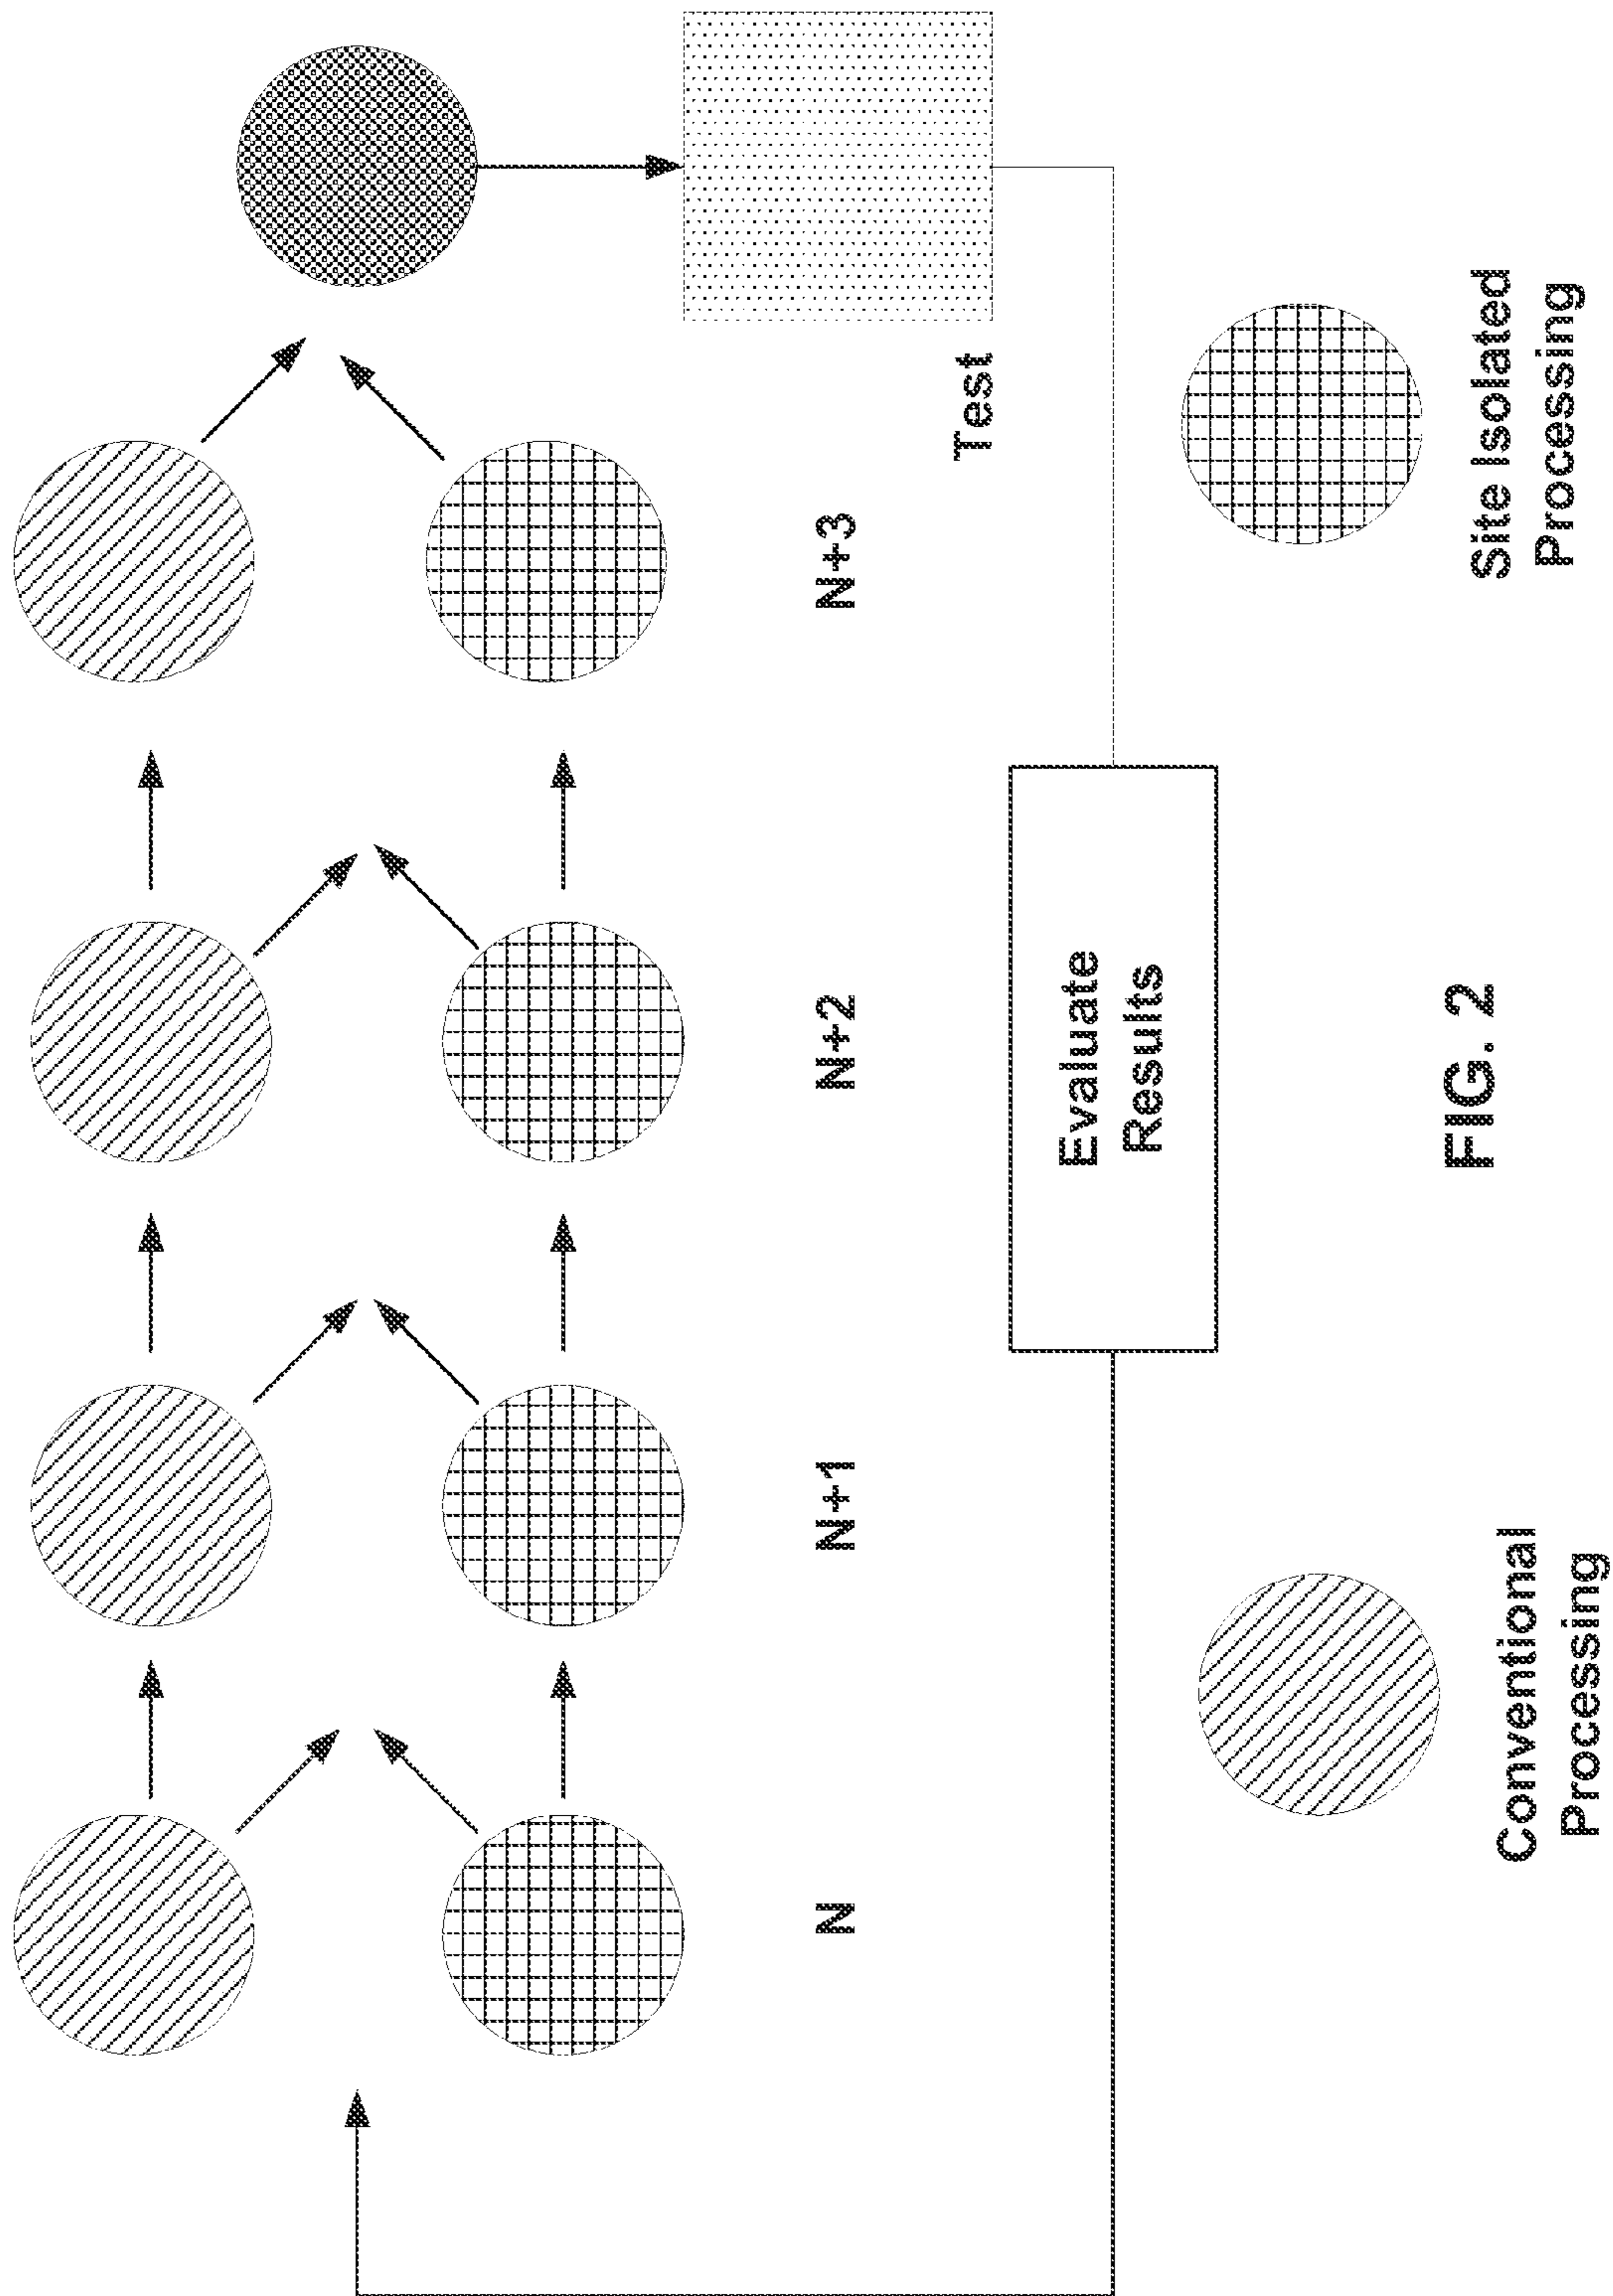 N
N+1
N+2
N+3
Test
Evaluate
Results
Conventional
Processing
Site Isolated
Processing
FIG. 2